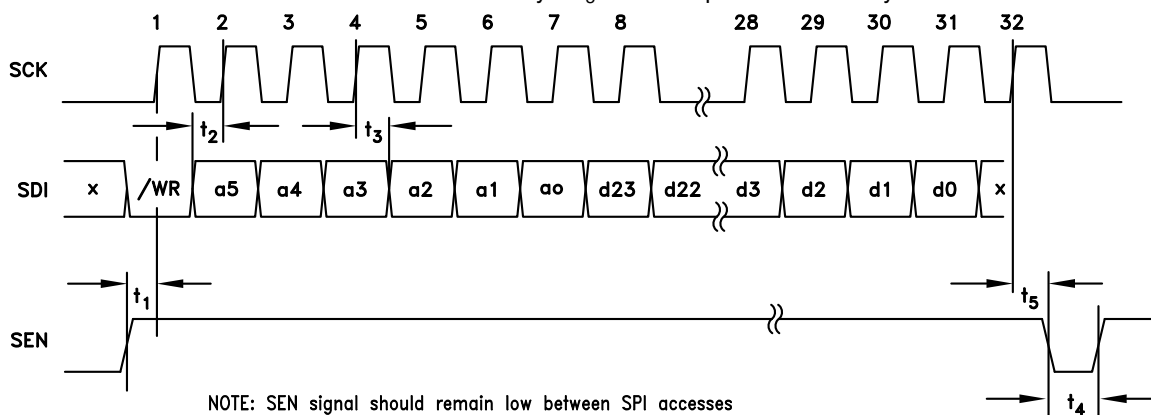 1 2 3 4 5 6 7 8 28 29 30 31 32
SCK
t2 t3
SDI x /WR a5 a4 a3 a2 a1 ao d23 d22 d3 d2 d1 d0 x
t1 t5
SEN
NOTE: SEN signal should remain low between SPI accesses
t4